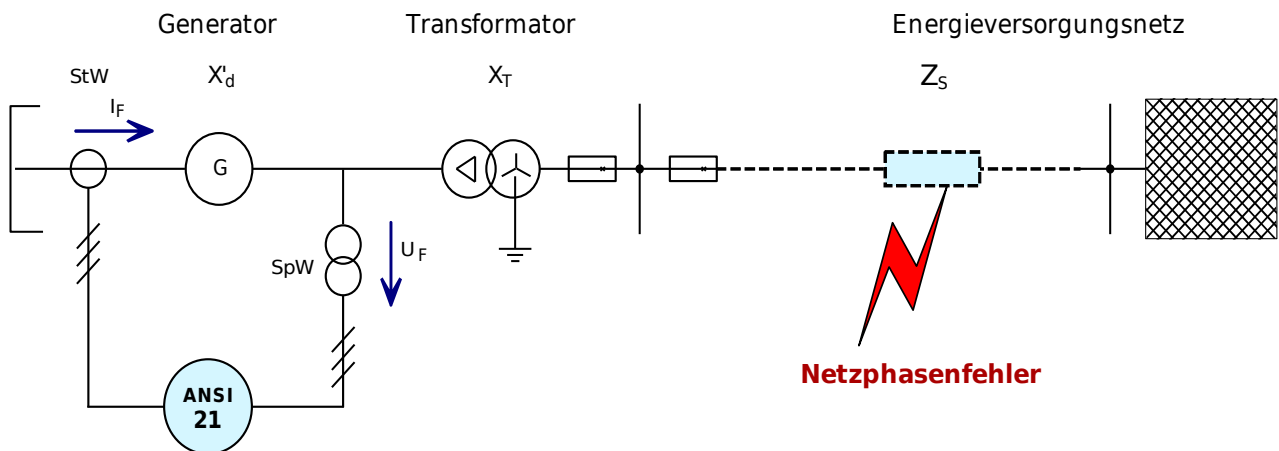 Generator
Transformator
Energieversorgungsnetz
StW
X'd
XT
ZS
IF
G
UF
SpW
Netzphasenfehler
ANSI
21